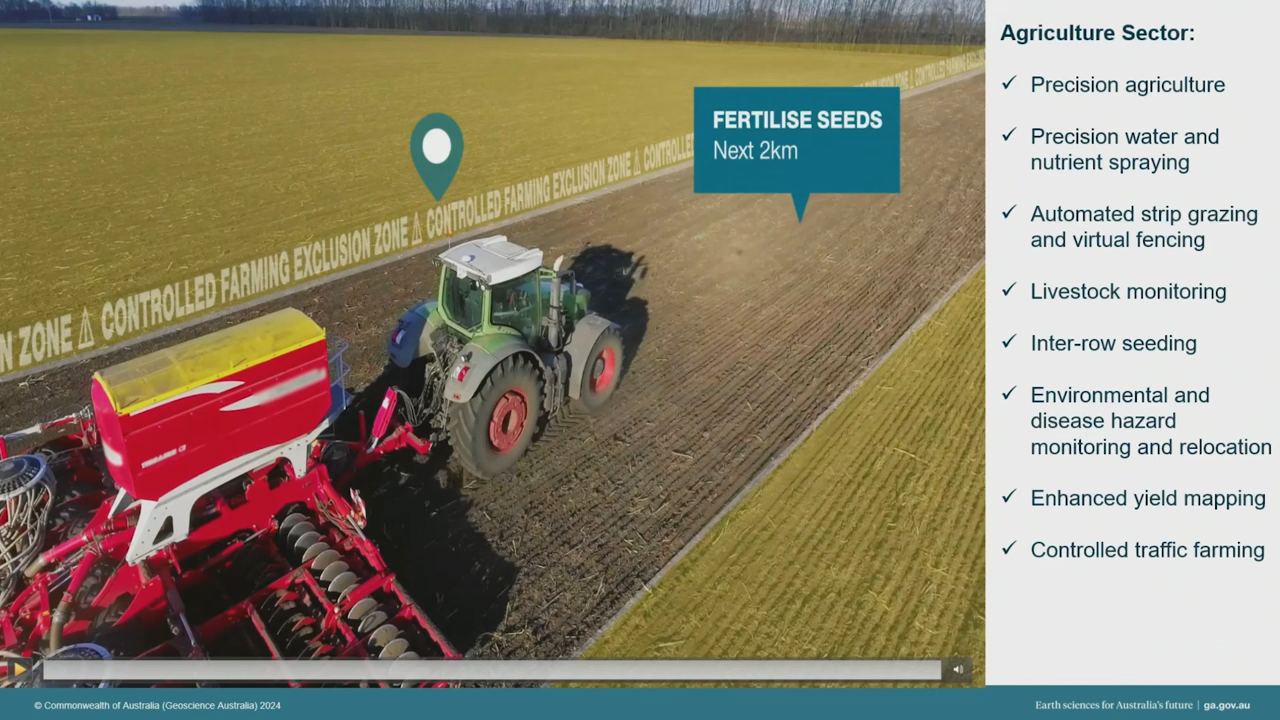 Agriculture Sector:
✓ Precision agriculture
✓ Precision water and
nutrient spraying
✓ Automated strip grazing
and virtual fencing
✓ Livestock monitoring
✓ Inter-row seeding
✓ Environmental and
disease hazard
monitoring and relocation
✓ Enhanced yield mapping
✓ Controlled traffic farming
FERTILISE SEEDS
Next 2km
N ZONE ⚠ CONTROLLED FARMING EXCLUSION ZONE ⚠ CONTROLLED FARMING EXCLUSION ZONE ⚠ CONTROLLED
ZONE ⚠ CONTROLLED FARMING
© Commonwealth of Australia (Geoscience Australia) 2024
Earth sciences for Australia's future | ga.gov.au